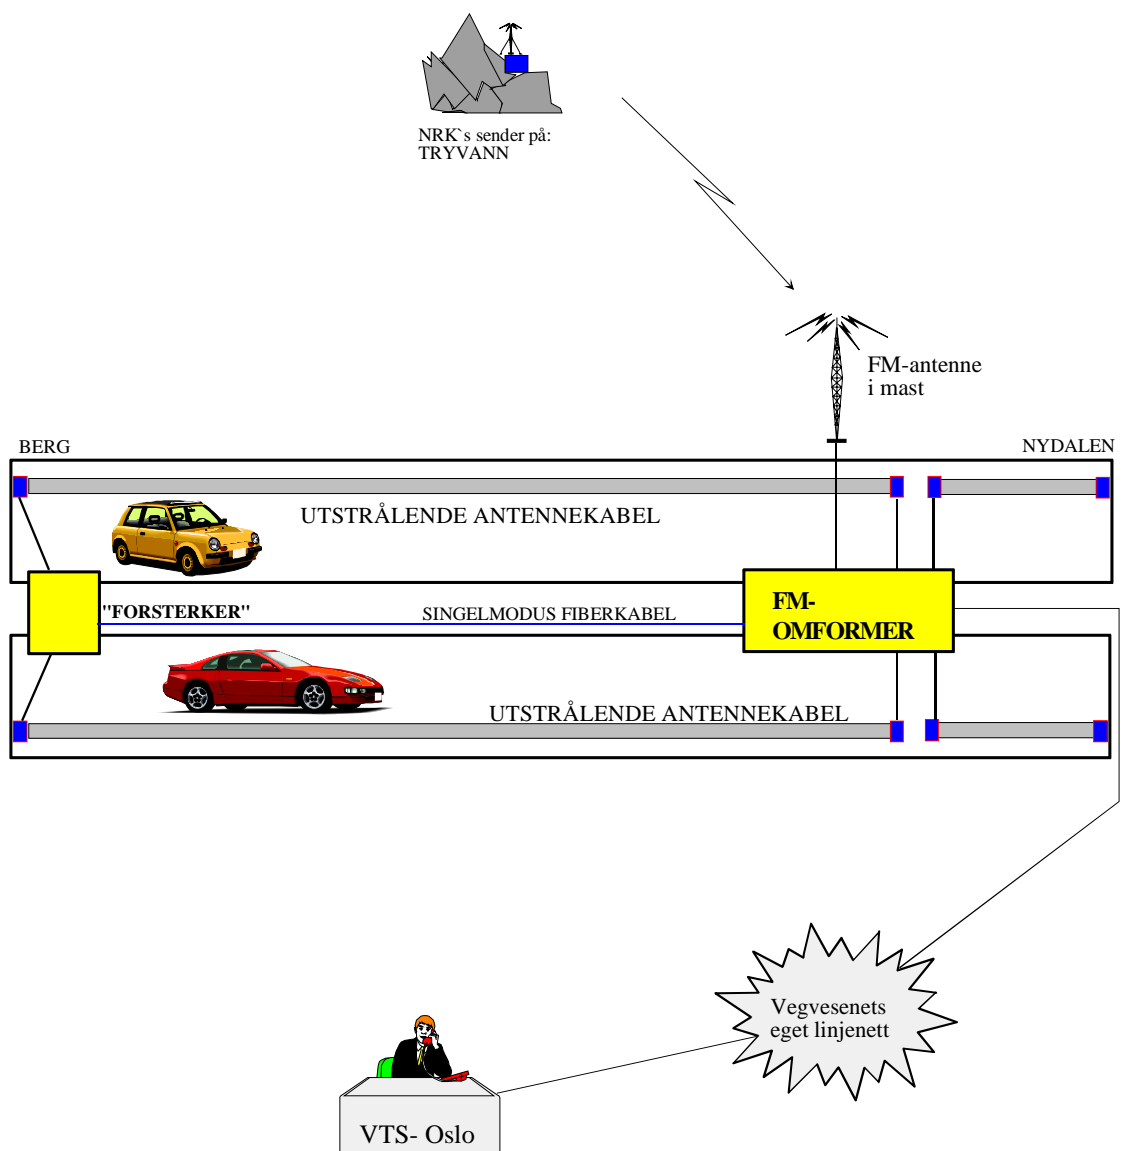 NRK`s sender på:
TRYVANN
FM-antenne
i mast
BERG
NYDALEN
UTSTRÅLENDE ANTENNEKABEL
"FORSTERKER"
SINGELMODUS FIBERKABEL
FM-
OMFORMER
UTSTRÅLENDE ANTENNEKABEL
Vegvesenets
eget linjenett
VTS- Oslo